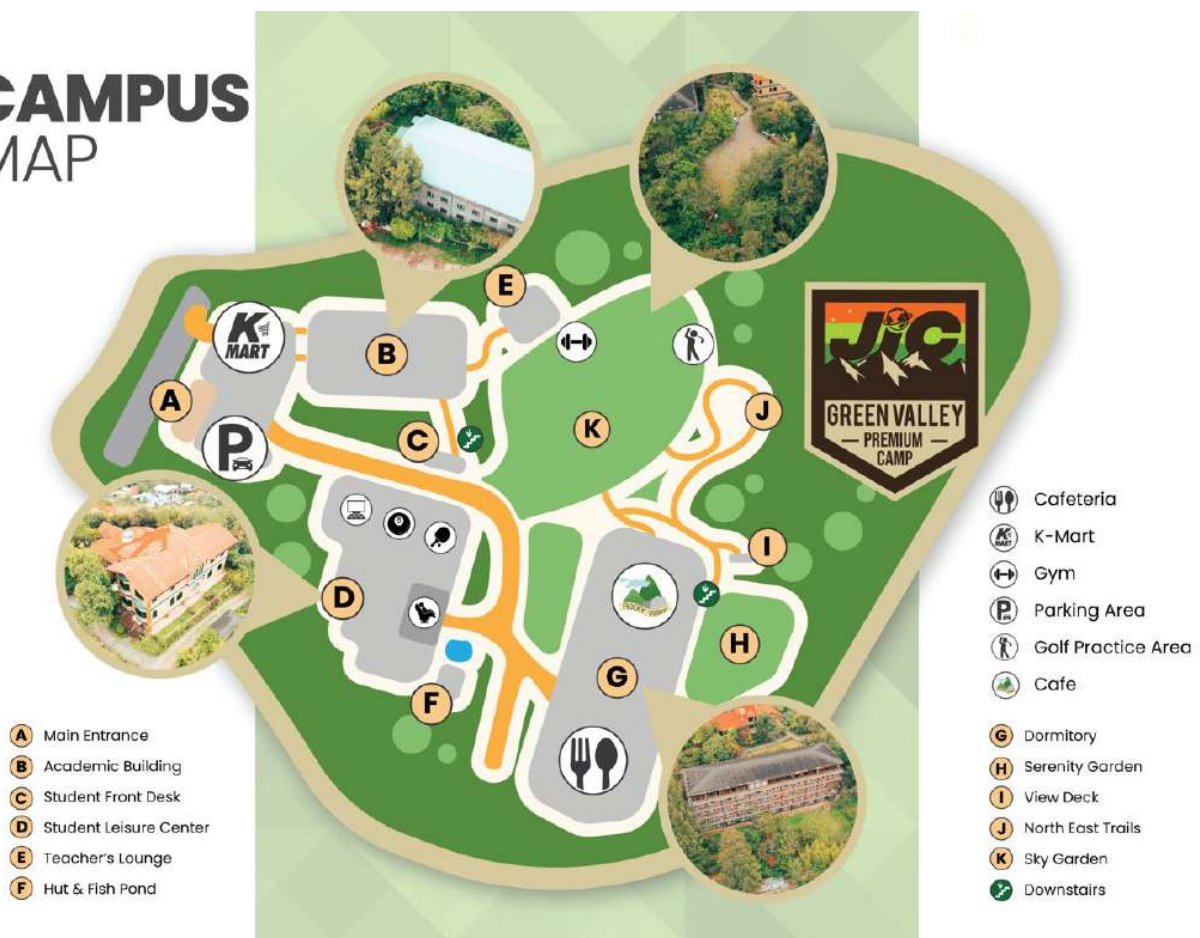 CAMPUS
MAP
K
MART
A
B
C
D
E
F
G
H
I
J
K
P
JIC
GREEN VALLEY
PREMIUM
CAMP
Cafeteria
K MART K-Mart
Gym
P Parking Area
Golf Practice Area
Cafe
A Main Entrance
B Academic Building
C Student Front Desk
D Student Leisure Center
E Teacher's Lounge
F Hut & Fish Pond
G Dormitory
H Serenity Garden
I View Deck
J North East Trails
K Sky Garden
Downstairs